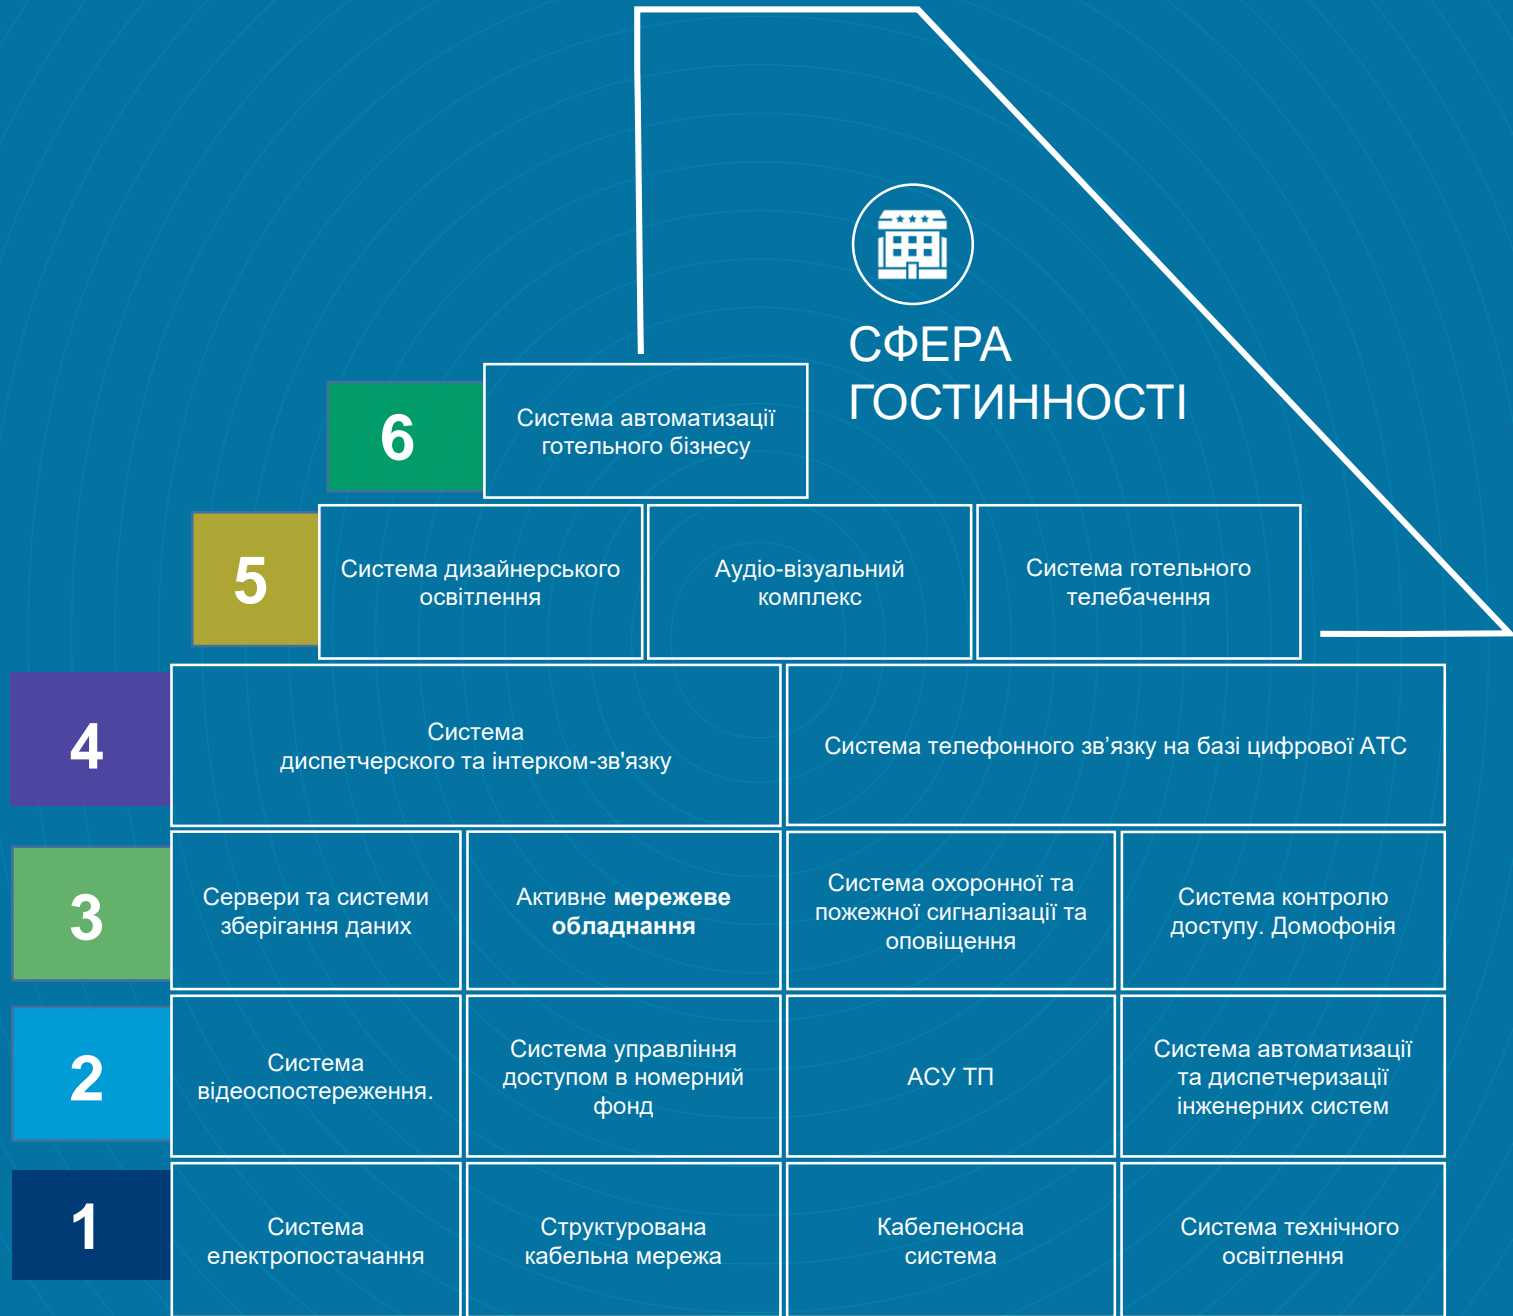 СФЕРА
ГОСТИННОСТІ
6
Система автоматизації
готельного бізнесу
5
Система дизайнерського
освітлення
Аудіо-візуальний
комплекс
Система готельного
телебачення
4
Система
диспетчерского та інтерком-зв'язку
Система телефонного зв’язку на базі цифрової АТС
3
Сервери та системи
зберігання даних
Активне мережеве
обладнання
Система охоронної та
пожежної сигналізації та
оповіщення
Система контролю
доступу. Домофонія
2
Система
відеоспостереження.
Система управління
доступом в номерний
фонд
АСУ ТП
Система автоматизації
та диспетчеризації
інженерних систем
1
Система
електропостачання
Структурована
кабельна мережа
Кабеленосна
система
Система технічного
освітлення